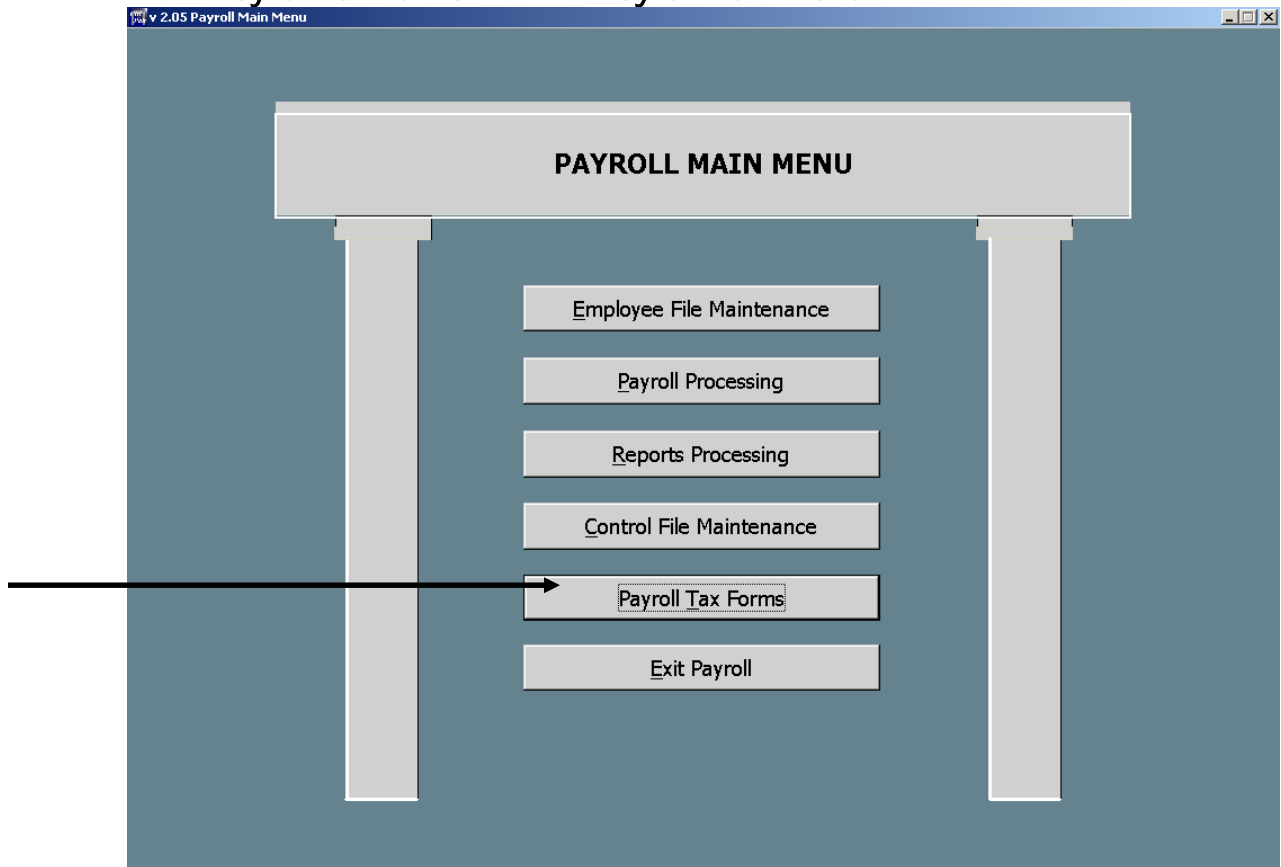 v 2.05 Payroll Main Menu
PAYROLL MAIN MENU
Employee File Maintenance
Payroll Processing
Reports Processing
Control File Maintenance
Payroll Tax Forms
Exit Payroll